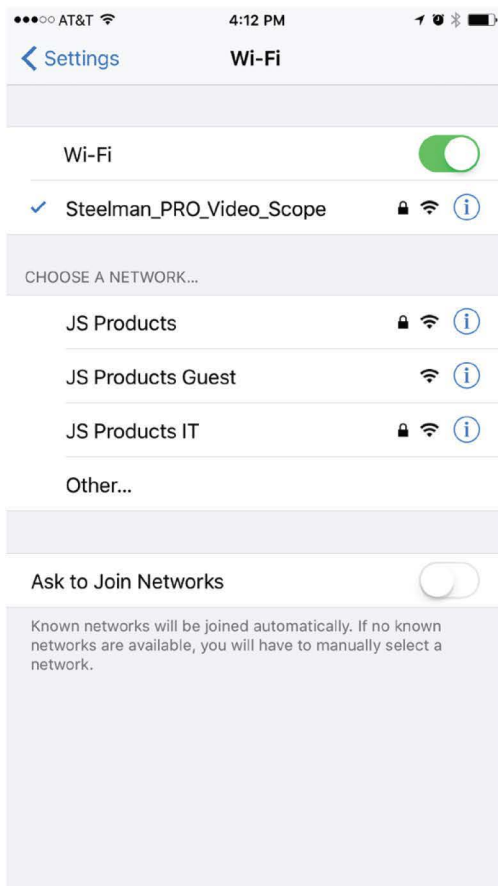 AT&T 4:12 PM
Settings Wi-Fi
Wi-Fi
Steelman_PRO_Video_Scope
CHOOSE A NETWORK...
JS Products
JS Products Guest
JS Products IT
Other...
Ask to Join Networks
Known networks will be joined automatically. If no known
networks are available, you will have to manually select a
network.